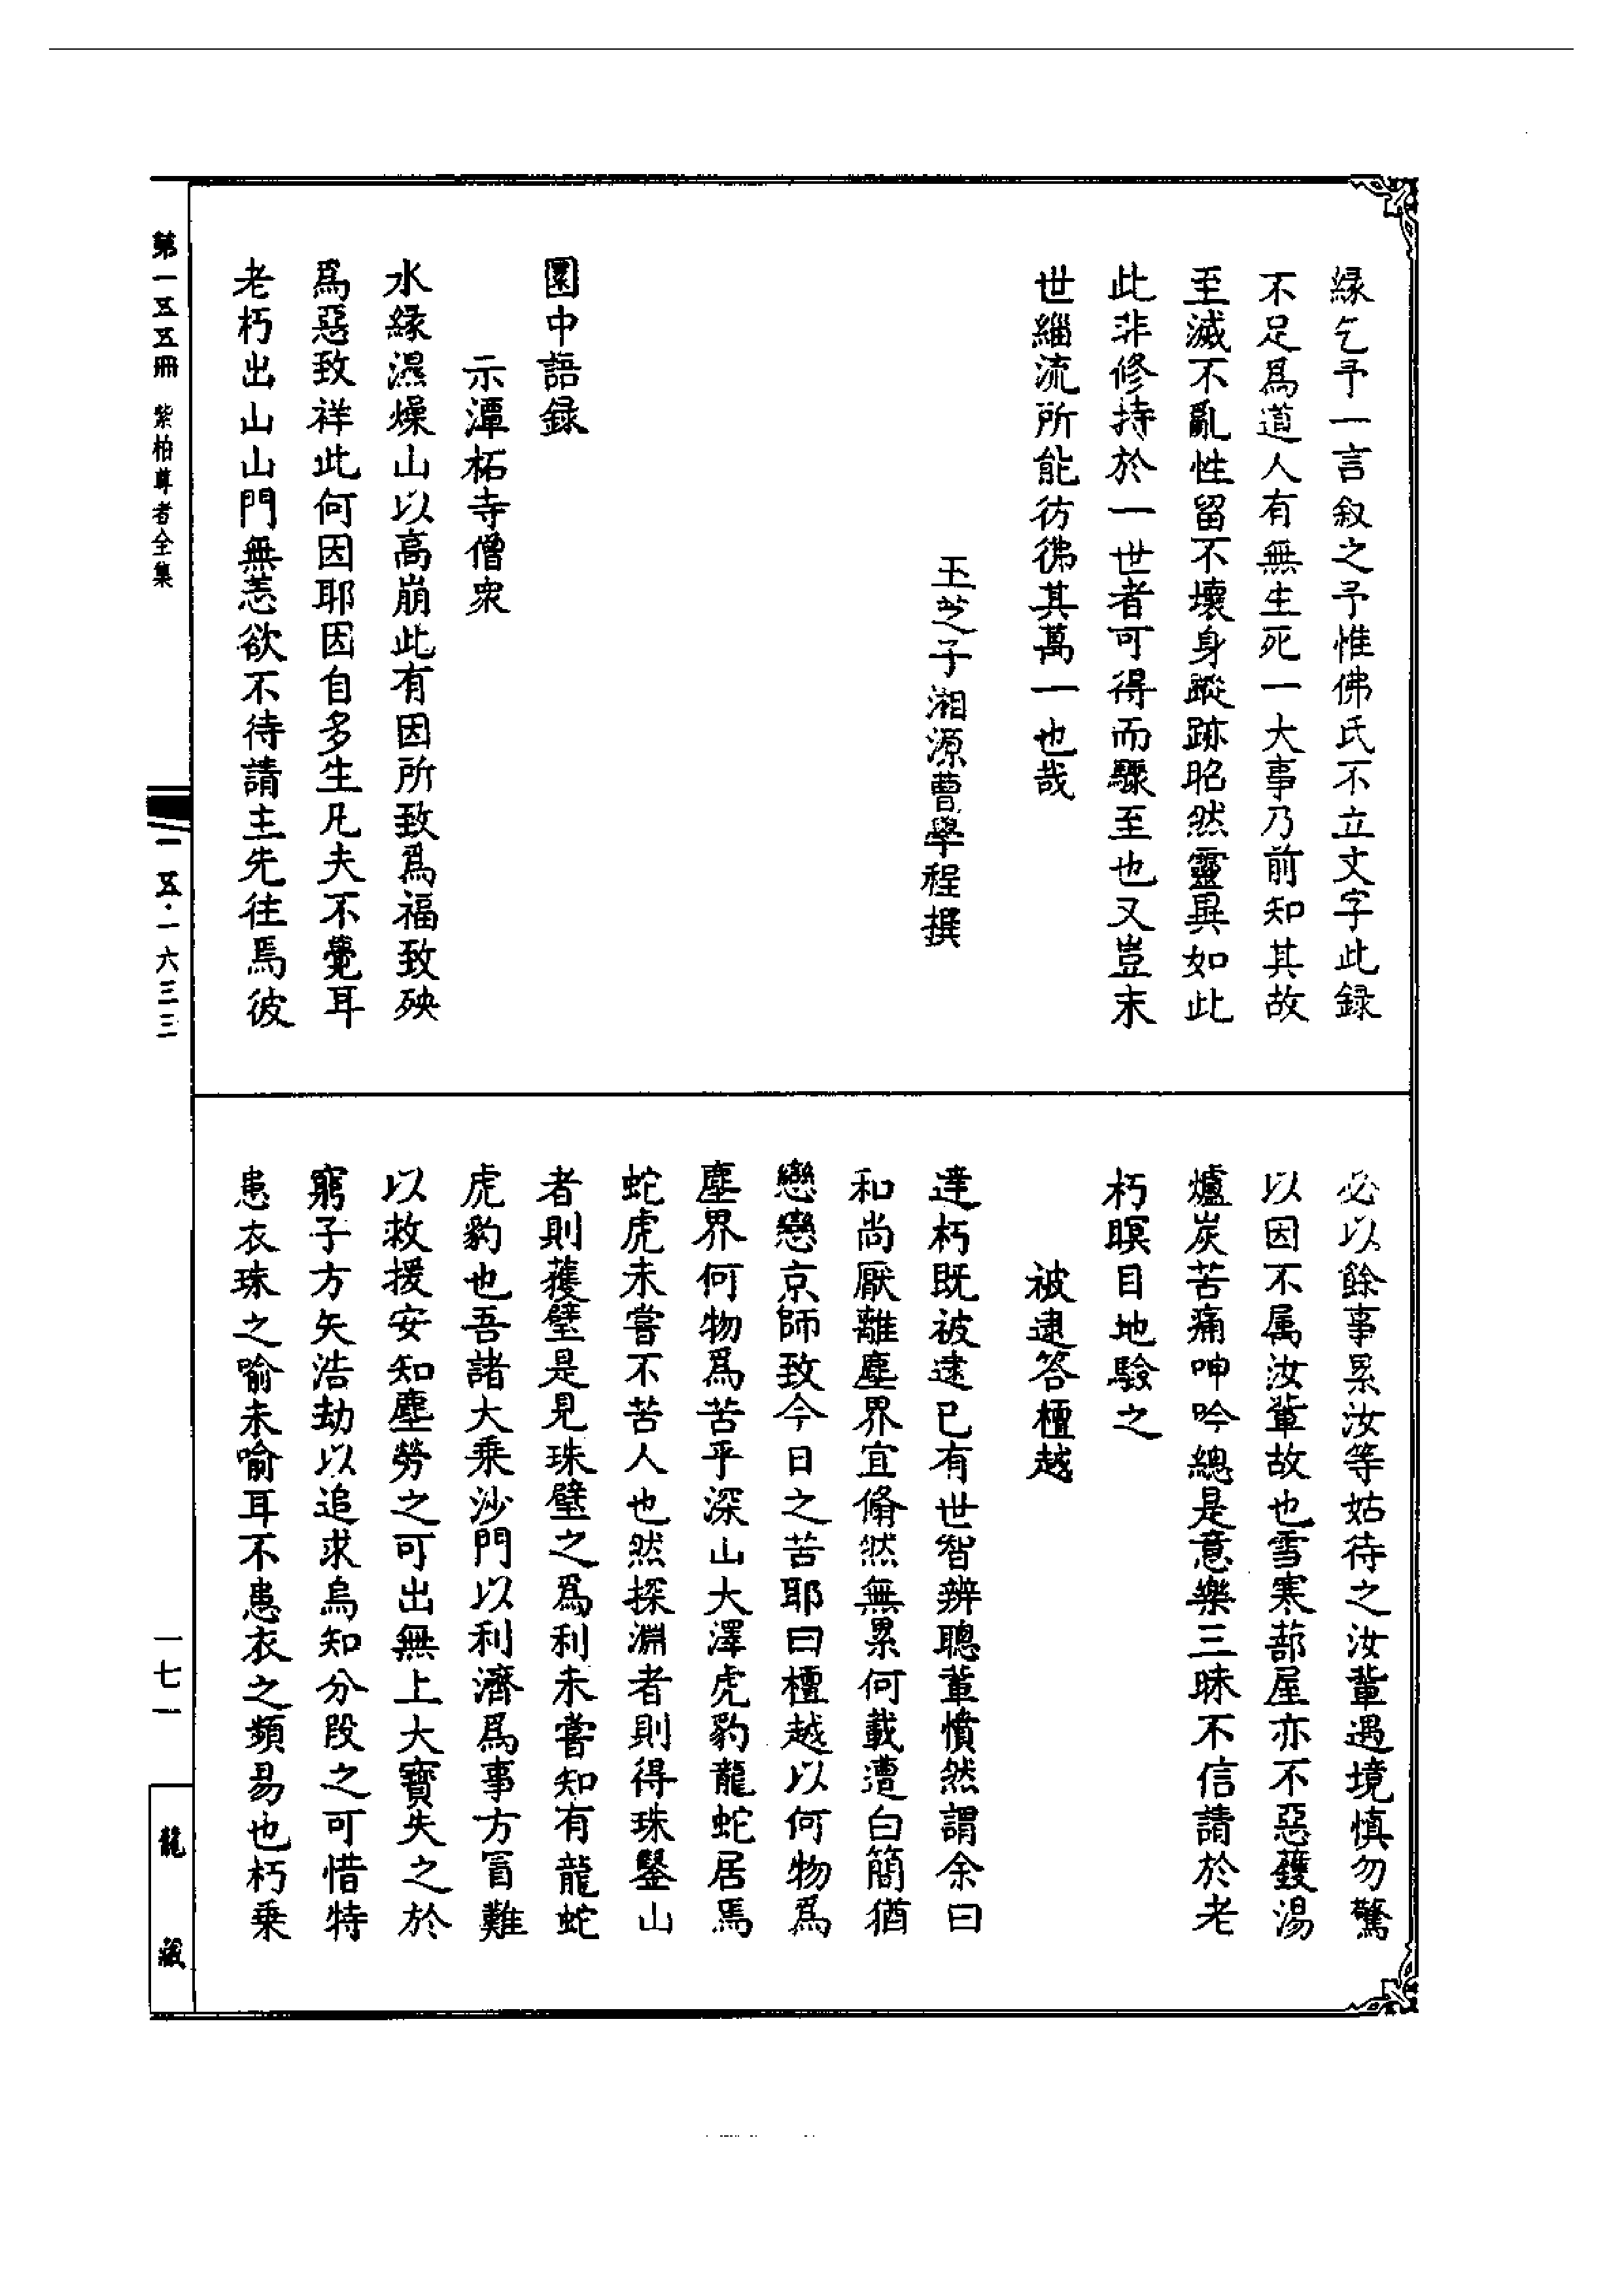 緣乞予一言叙之予惟佛氏不立文字此録
不足爲道人有無生死一大事乃前知其故
至滅不亂性留不壞身蹤跡昭然靈異如此
此非修持於一世者可得而驟至也又豈末
世緇流所能彷彿其萬一也哉
玉芝子湘源曹學程撰
圜中語録
示潭柘寺僧衆
水緣濕燥山以高崩此有因所致爲福致殃
爲惡致祥此何因耶因自多生凡夫不覺耳
老朽出山山門無恙欲不待請主先往焉彼
必以餘事累汝等姑待之汝輩遇境慎勿驚
以因不属汝輩故也雪寒蔀屋亦不惡鑊湯
爐炭苦痛呻吟總是意樂三昧不信請於老
朽瞑目地驗之
被逮答檀越
達朽既被逮已有世智辨聰輩憤然謂余曰
和尚厭離塵界宜翛然無累何載遭白簡猶
戀戀京師致今日之苦耶曰檀越以何物爲
塵界何物爲苦乎深山大澤虎豹龍蛇居焉
蛇虎未嘗不苦人也然探淵者則得珠鑿山
者則蔓璧是見珠璧之爲利未嘗知有龍蛇
虎豹也吾諸大乘沙門以利濟爲事方冒難
以救援安知塵勞之可出無上大寶失之於
窮子方矢浩劫以追求烏知分段之可惜特
患衣珠之喻未喻耳不患衣之頻易也朽乗
第一五五冊 紫柏尊者全集
一五·一六三三
一七一
龍藏